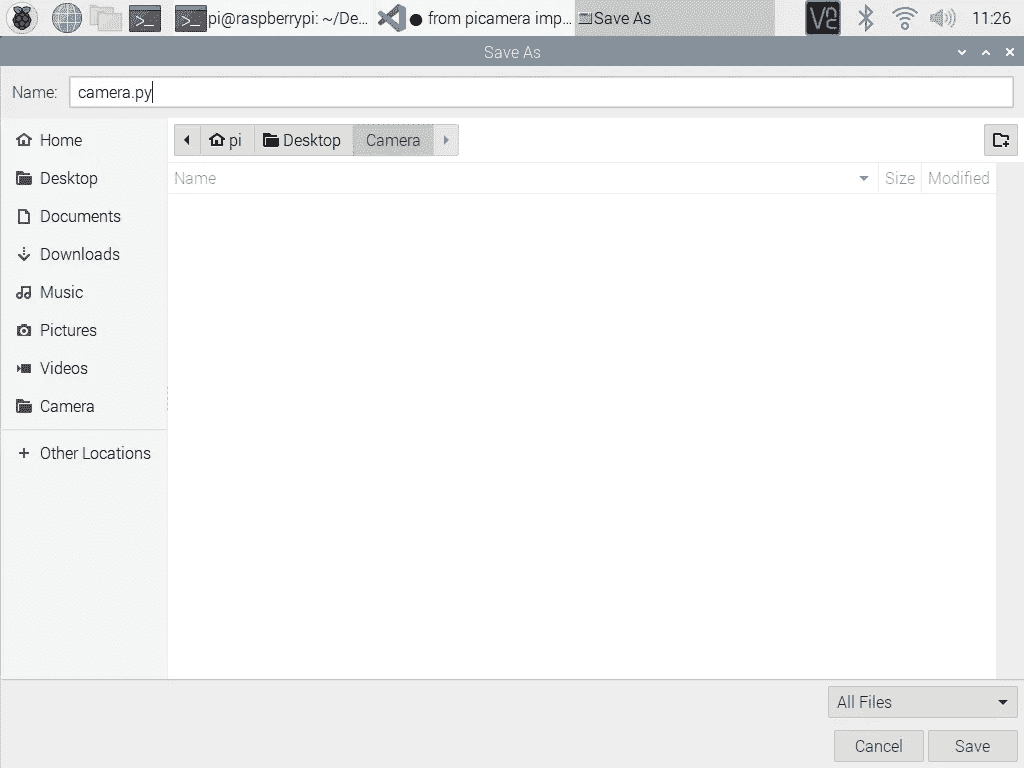 pi@raspberrypi: ~/De... from picamera imp... Save As V2 11:26
Save As
Name: camera.py
Home
Desktop
Documents
Downloads
Music
Pictures
Videos
Camera
Other Locations
pi Desktop Camera
Name Size Modified
All Files
Cancel Save